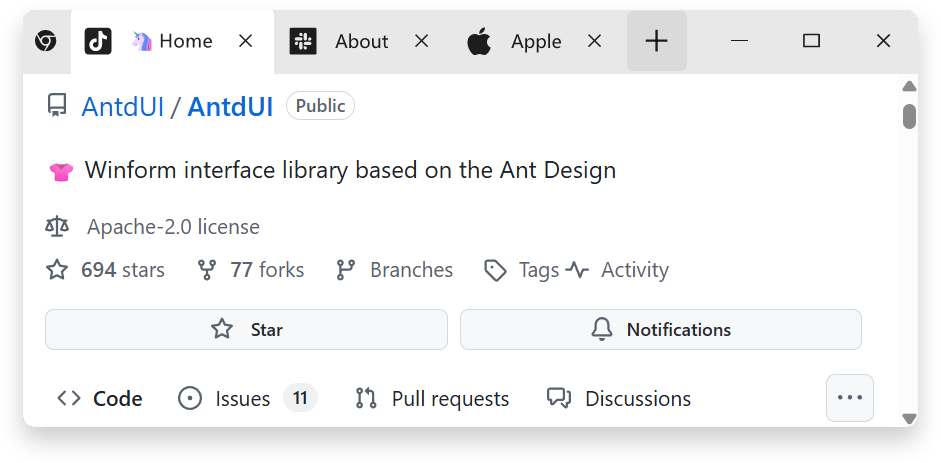 Home About Apple
AntdUI / AntdUI Public
Winform interface library based on the Ant Design
Apache-2.0 license
694 stars 77 forks Branches Tags Activity
Star Notifications
Code Issues 11 Pull requests Discussions